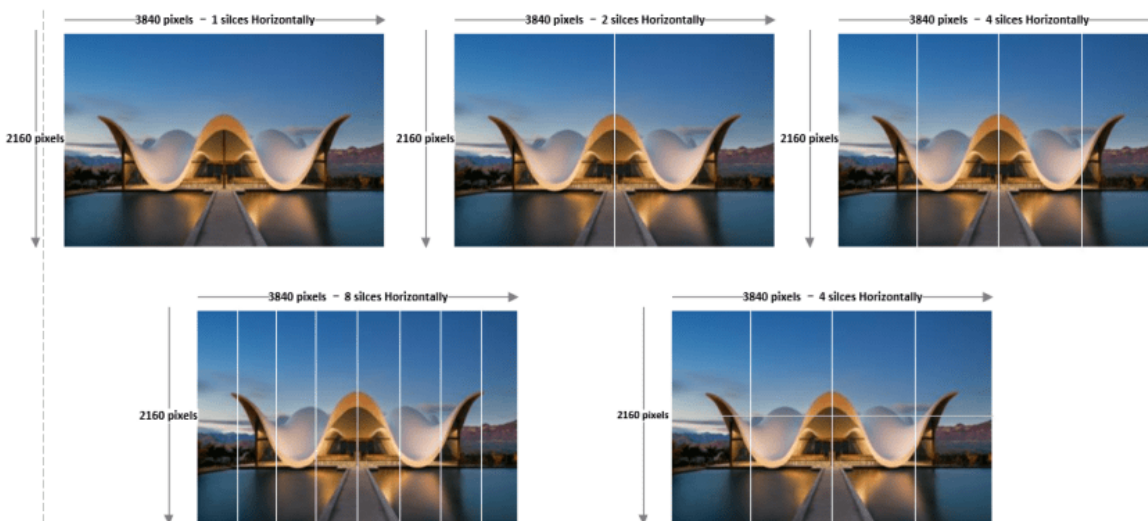 3840 pixels – 1 silces Horizontally
3840 pixels – 2 silces Horizontally
3840 pixels – 4 silces Horizontally
2160 pixels
2160 pixels
2160 pixels
3840 pixels – 8 silces Horizontally
3840 pixels – 4 silces Horizontally
2160 pixels
2160 pixels